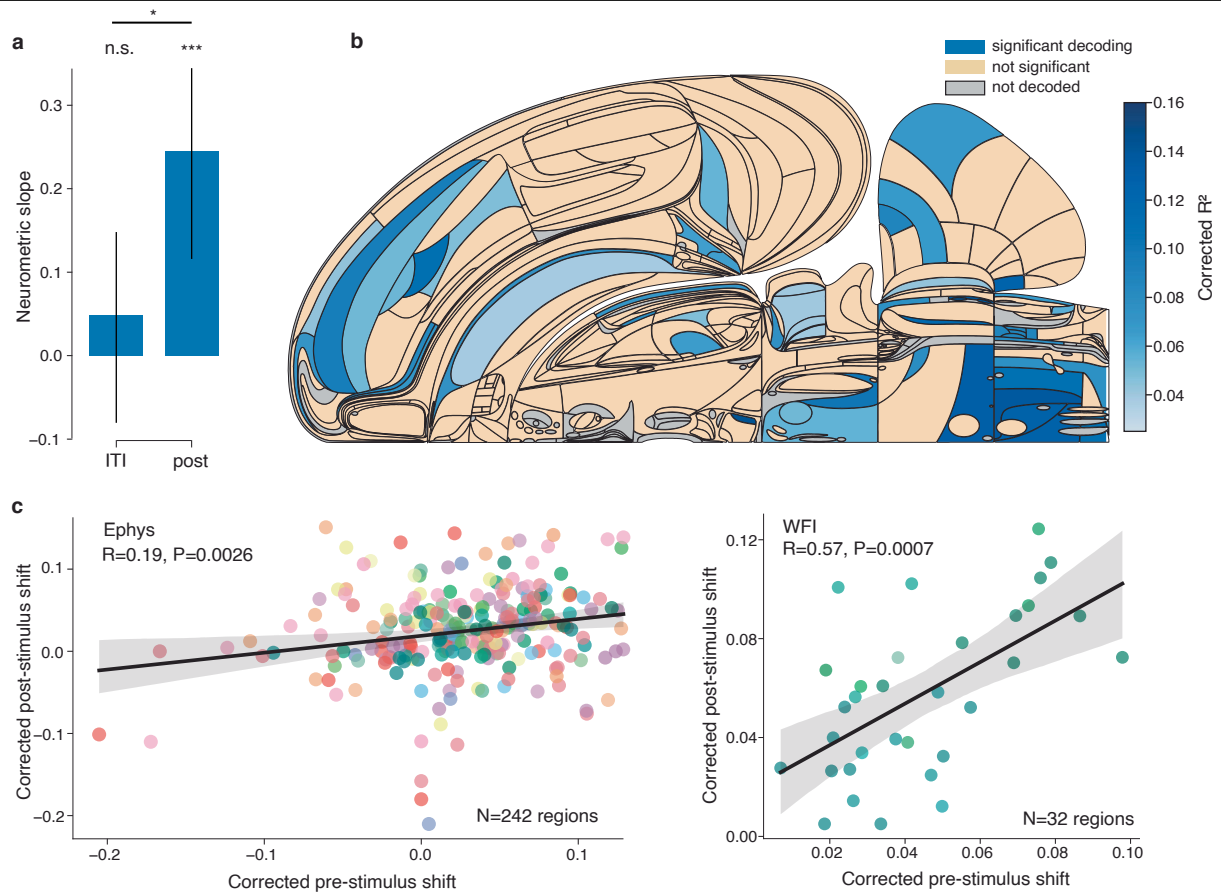 a
*
n.s.
***
Neurometric slope
0.3
0.2
0.1
0.0
−0.1
ITI
post
b
significant decoding
not significant
not decoded
0.16
0.14
0.12
0.10
0.08
0.06
0.04
Corrected R²
c
Ephys
R=0.19, P=0.0026
Corrected post-stimulus shift
0.1
0.0
−0.1
−0.2
N=242 regions
−0.2
−0.1
0.0
0.1
Corrected pre-stimulus shift
WFI
R=0.57, P=0.0007
Corrected post-stimulus shift
0.12
0.08
0.04
0.00
N=32 regions
0.02
0.04
0.06
0.08
0.10
Corrected pre-stimulus shift